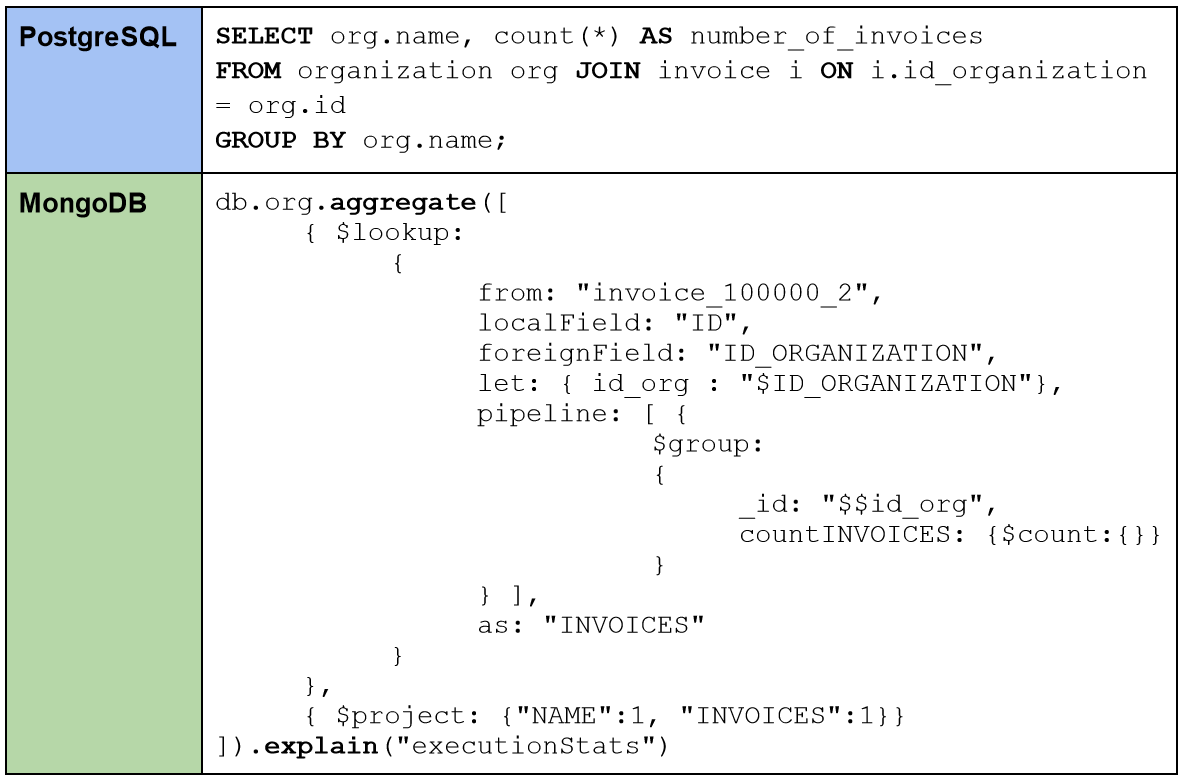 PostgreSQL
SELECT org.name, count(*) AS number_of_invoices
FROM organization org JOIN invoice i ON i.id_organization
= org.id
GROUP BY org.name;
MongoDB
db.org.aggregate([
{ $lookup:
{
from: "invoice_100000_2",
localField: "ID",
foreignField: "ID_ORGANIZATION",
let: { id_org : "$ID_ORGANIZATION"},
pipeline: [ {
$group:
{
_id: "$$id_org",
countINVOICES: {$count:{}}
}
} ],
as: "INVOICES"
}
},
{ $project: {"NAME":1, "INVOICES":1}}
]).explain("executionStats")